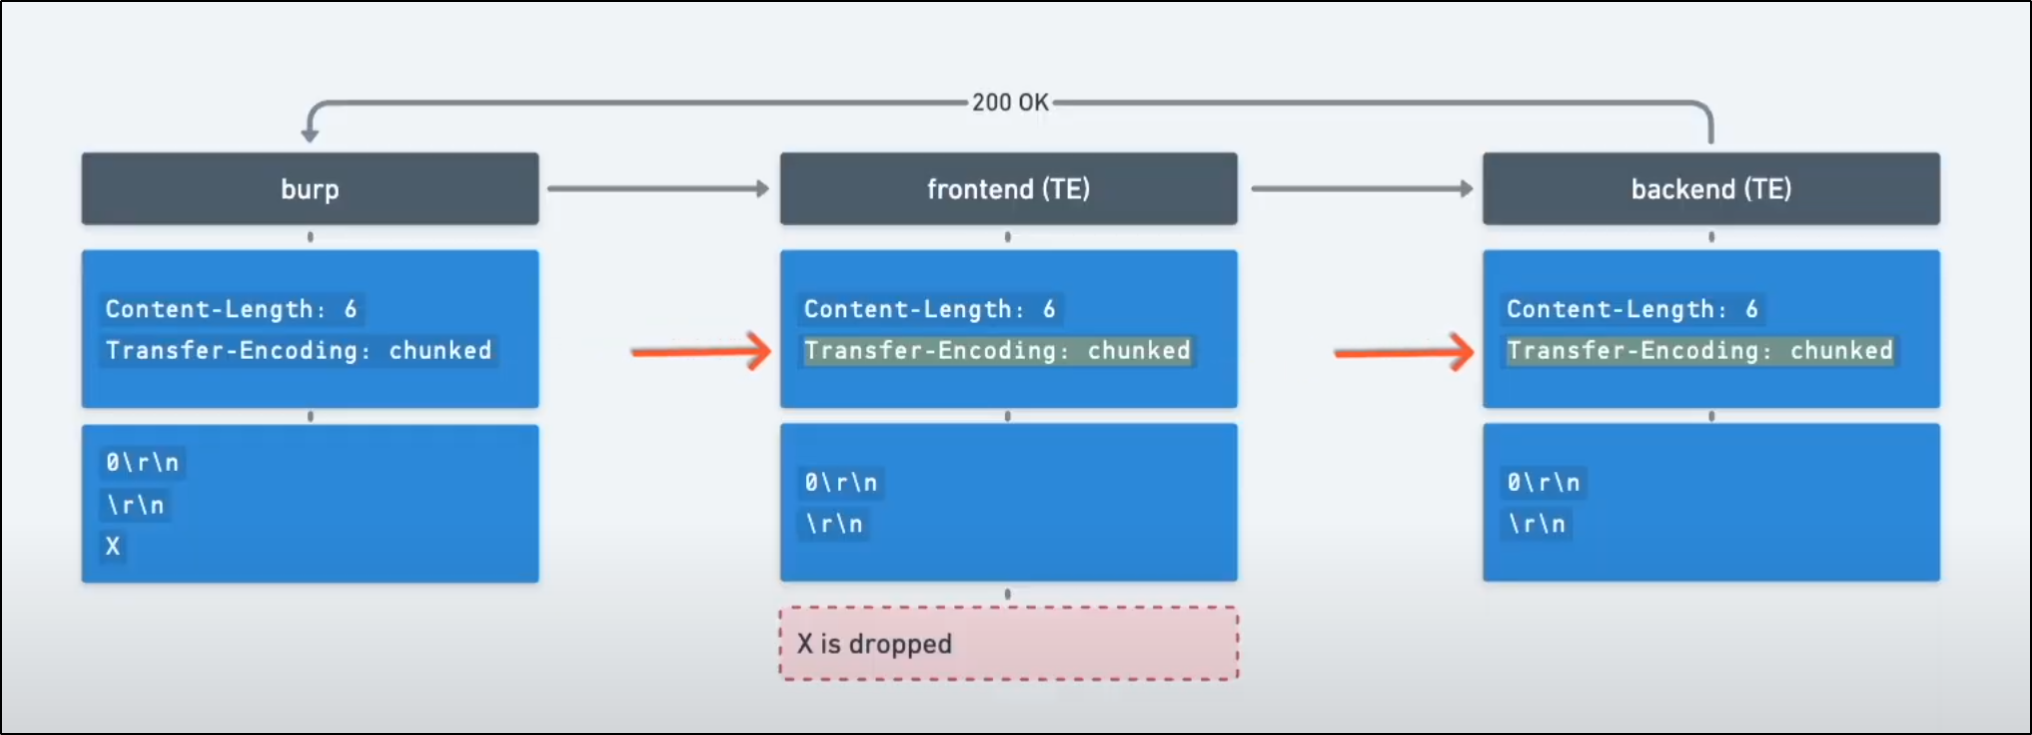 200 OK
burp
frontend (TE)
backend (TE)
Content-Length: 6
Transfer-Encoding: chunked
Content-Length: 6
Transfer-Encoding: chunked
Content-Length: 6
Transfer-Encoding: chunked
0\r\n
\r\n
X
0\r\n
\r\n
0\r\n
\r\n
X is dropped